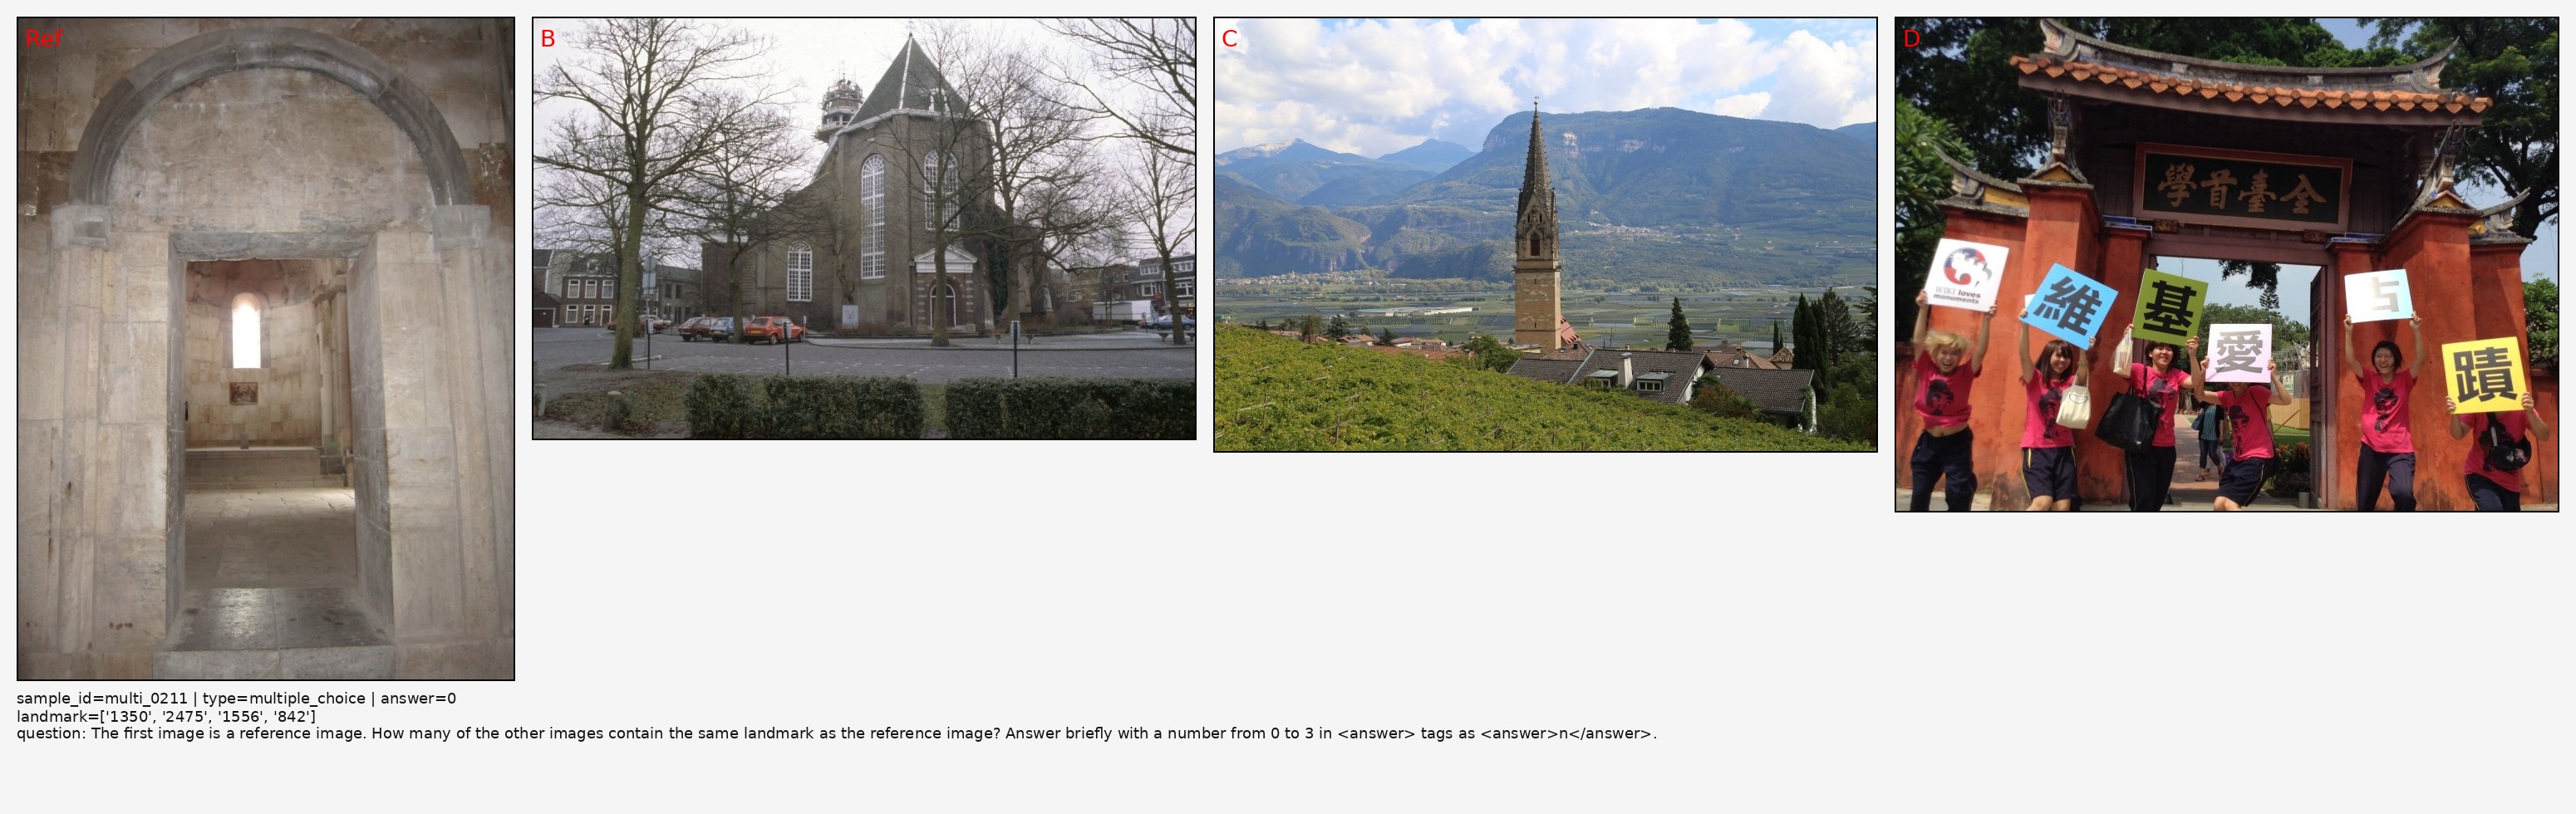 Ref
B
C
D
全臺首學
WIKI loves
monuments
維
基
愛
古
蹟
sample_id=multi_0211 | type=multiple_choice | answer=0
landmark=['1350', '2475', '1556', '842']
question: The first image is a reference image. How many of the other images contain the same landmark as the reference image? Answer briefly with a number from 0 to 3 in <answer> tags as <answer>n</answer>.